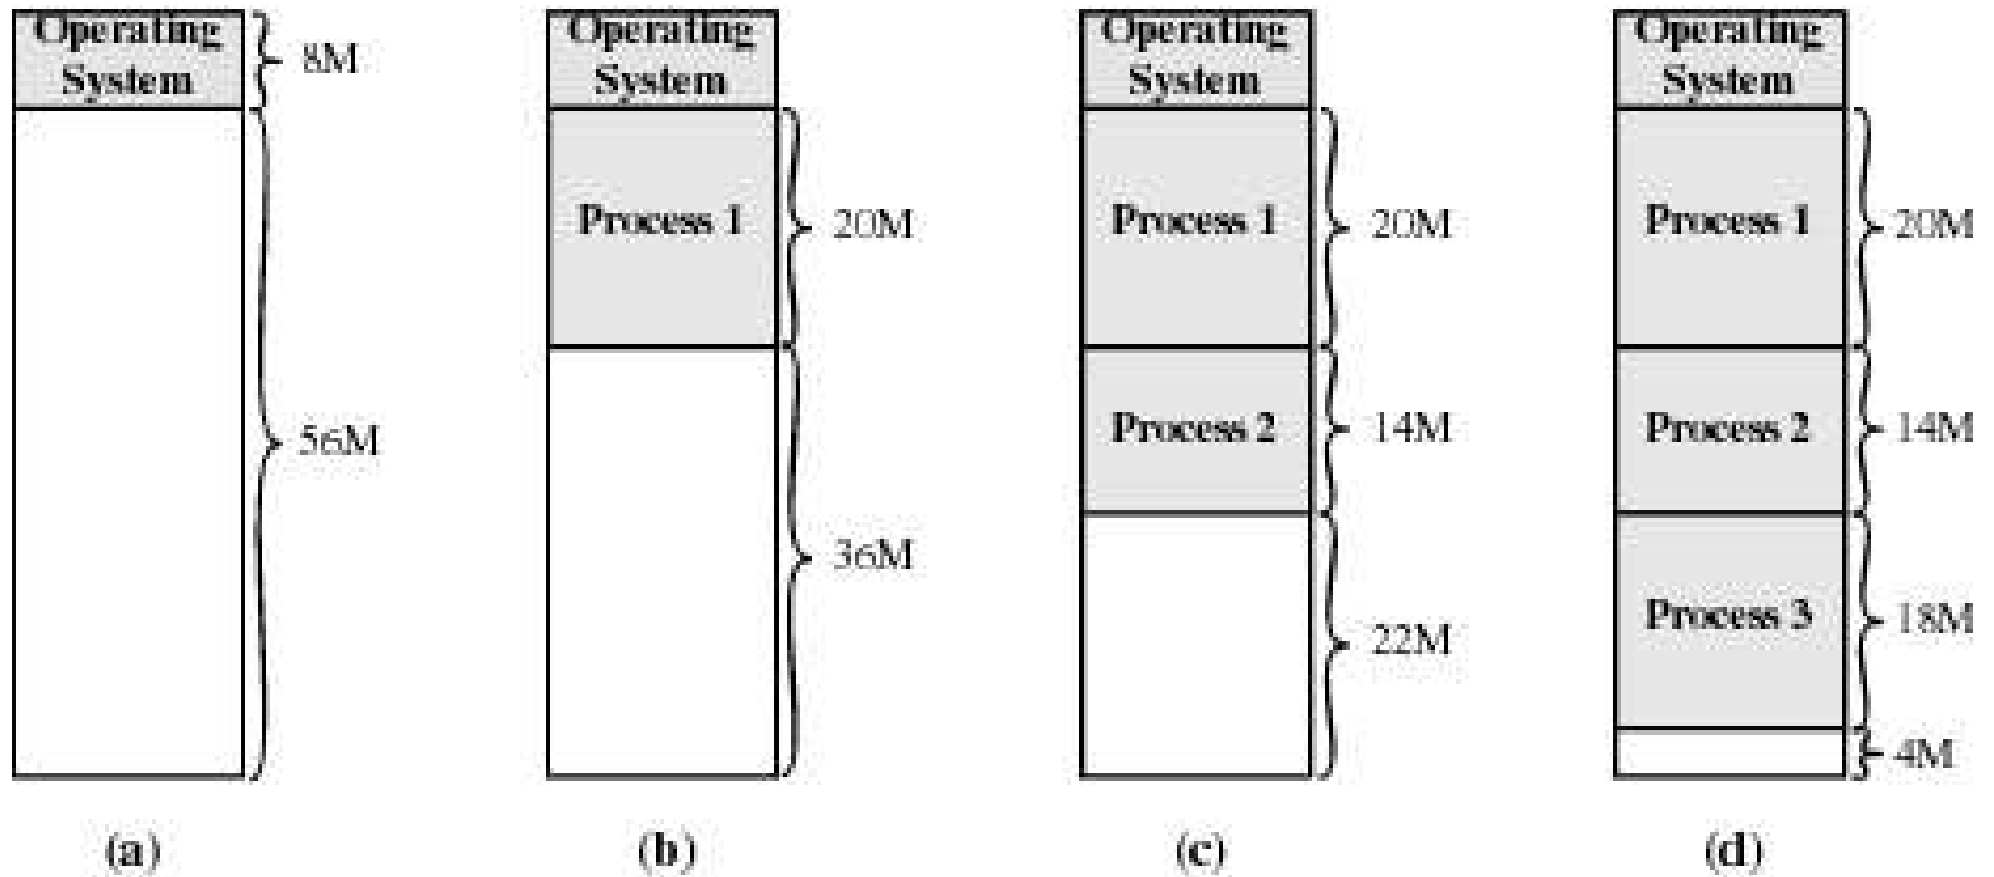 Operating
System
8M
56M
(a)
Operating
System
Process 1
20M
36M
(b)
Operating
System
Process 1
20M
Process 2
14M
22M
(c)
Operating
System
Process 1
20M
Process 2
14M
Process 3
18M
4M
(d)